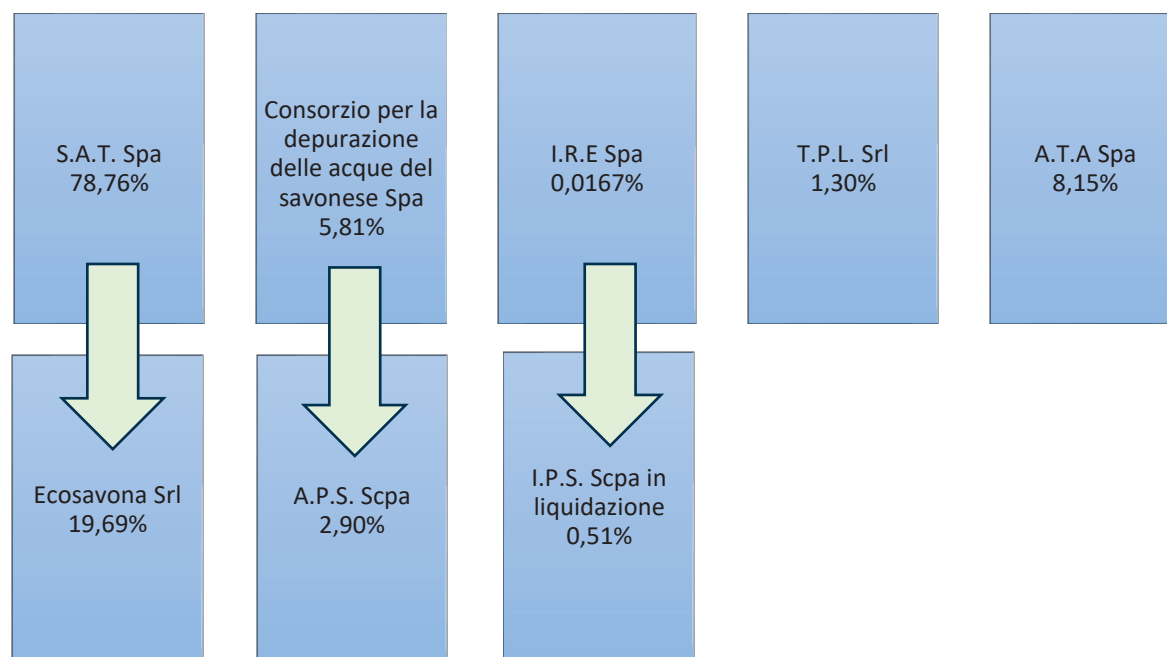 S.A.T. Spa
78,76%
Consorzio per la
depurazione
delle acque del
savonese Spa
5,81%
I.R.E Spa
0,0167%
T.P.L. Srl
1,30%
A.T.A Spa
8,15%
Ecosavona Srl
19,69%
A.P.S. Scpa
2,90%
I.P.S. Scpa in
liquidazione
0,51%